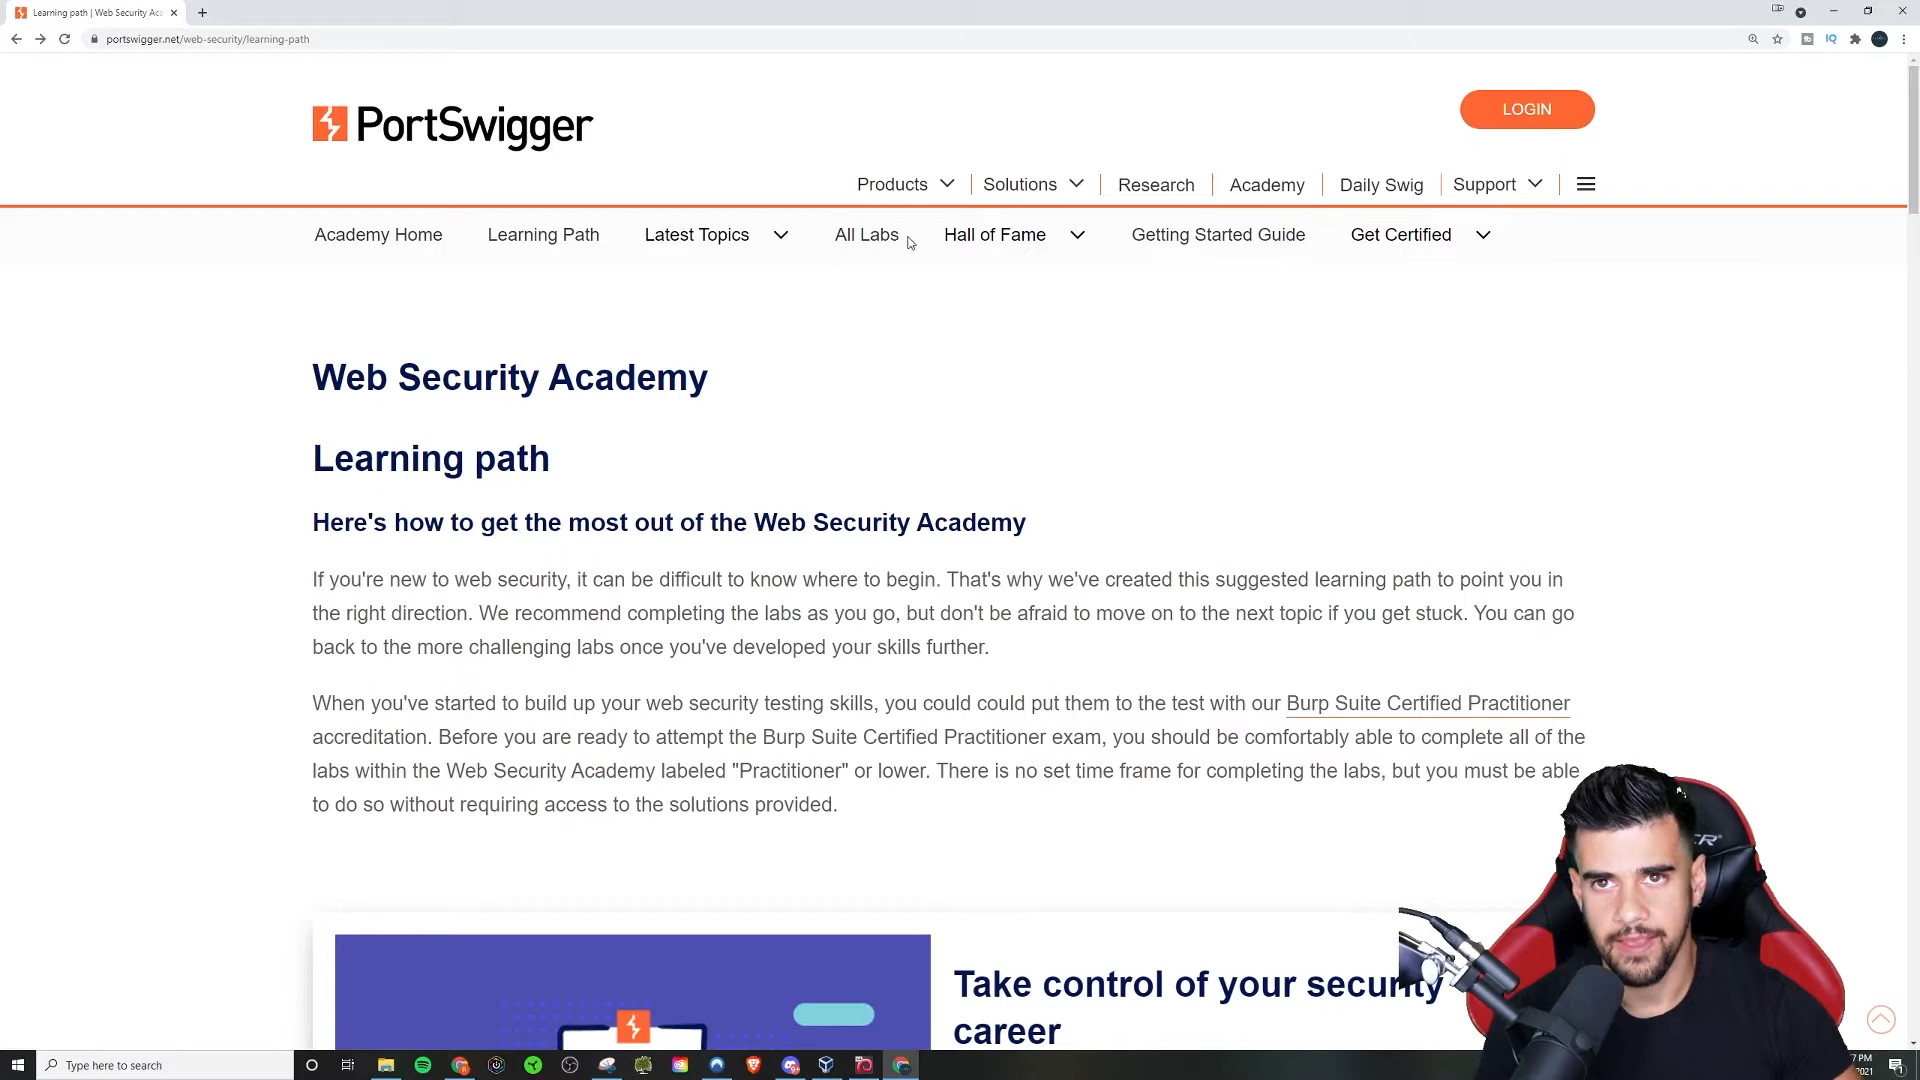 Learning path | Web Security Aca
portswigger.net/web-security/learning-path
PortSwigger
LOGIN
Products
Solutions
Research
Academy
Daily Swig
Support
Academy Home
Learning Path
Latest Topics
All Labs
Hall of Fame
Getting Started Guide
Get Certified
Web Security Academy
Learning path
Here's how to get the most out of the Web Security Academy
If you're new to web security, it can be difficult to know where to begin. That's why we've created this suggested learning path to point you in
the right direction. We recommend completing the labs as you go, but don't be afraid to move on to the next topic if you get stuck. You can go
back to the more challenging labs once you've developed your skills further.
When you've started to build up your web security testing skills, you could could put them to the test with our Burp Suite Certified Practitioner
accreditation. Before you are ready to attempt the Burp Suite Certified Practitioner exam, you should be comfortably able to complete all of the
labs within the Web Security Academy labeled "Practitioner" or lower. There is no set time frame for completing the labs, but you must be able
to do so without requiring access to the solutions provided.
Take control of your security
career
Type here to search
7 PM
2021